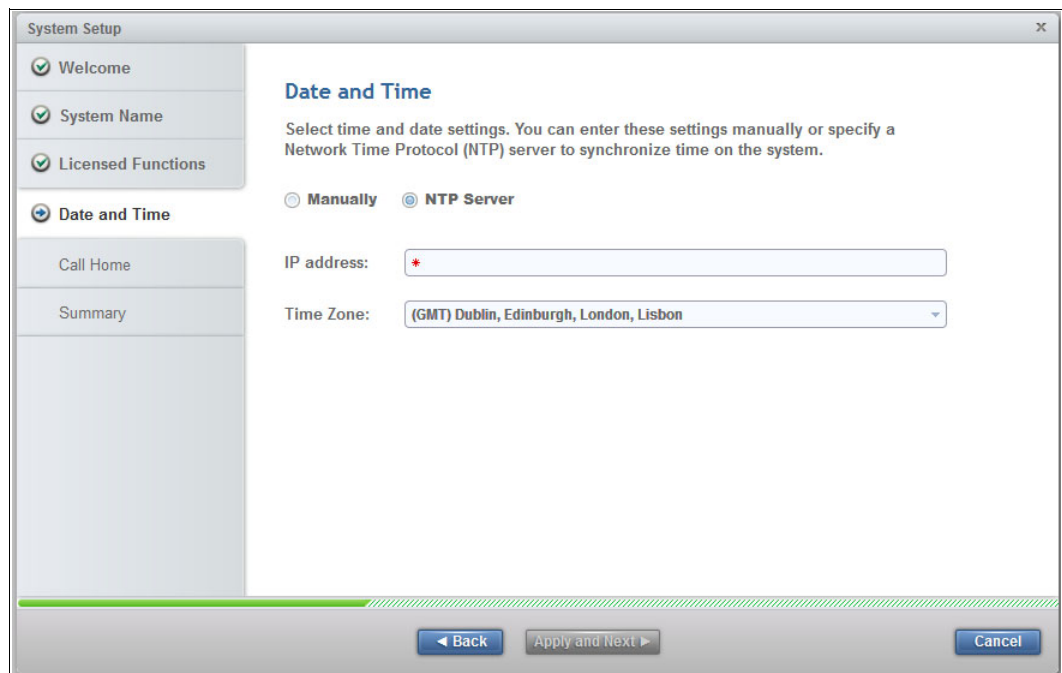 System Setup
x
Welcome
System Name
Licensed Functions
Date and Time
Call Home
Summary
Date and Time
Select time and date settings. You can enter these settings manually or specify a
Network Time Protocol (NTP) server to synchronize time on the system.
Manually NTP Server
IP address: *
Time Zone: (GMT) Dublin, Edinburgh, London, Lisbon
Back Apply and Next Cancel